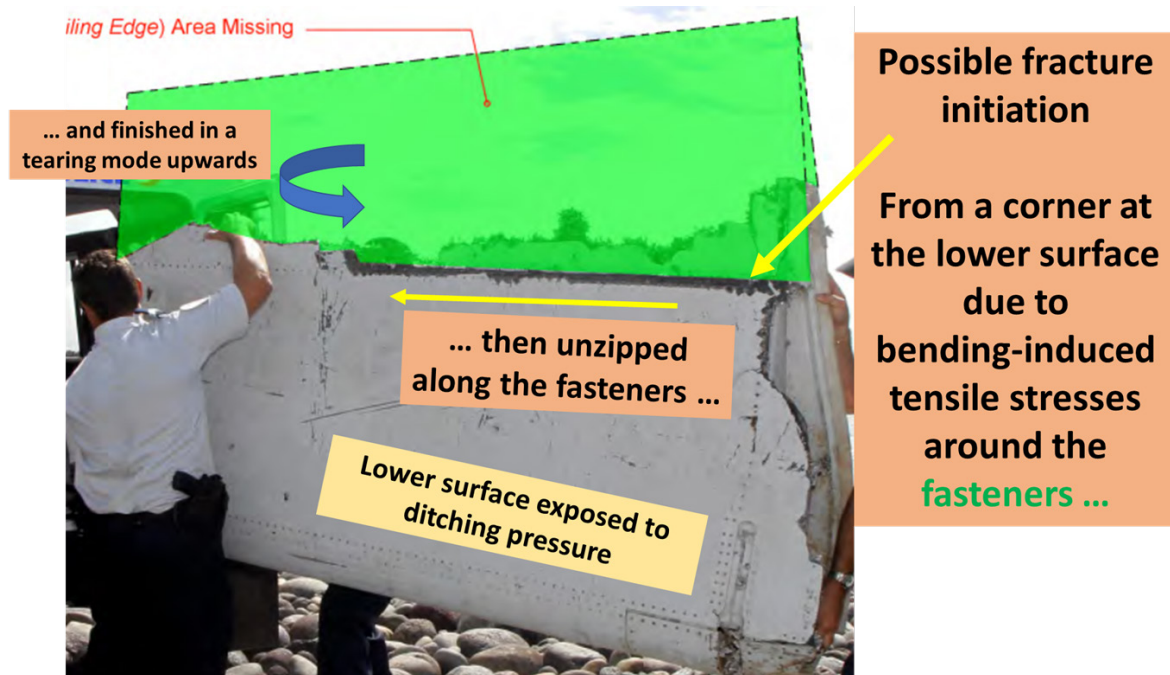 iling Edge) Area Missing
Possible fracture
initiation
From a corner at
the lower surface
due to
bending-induced
tensile stresses
around the
fasteners ...
... and finished in a
tearing mode upwards
... then unzipped
along the fasteners ...
Lower surface exposed to
ditching pressure